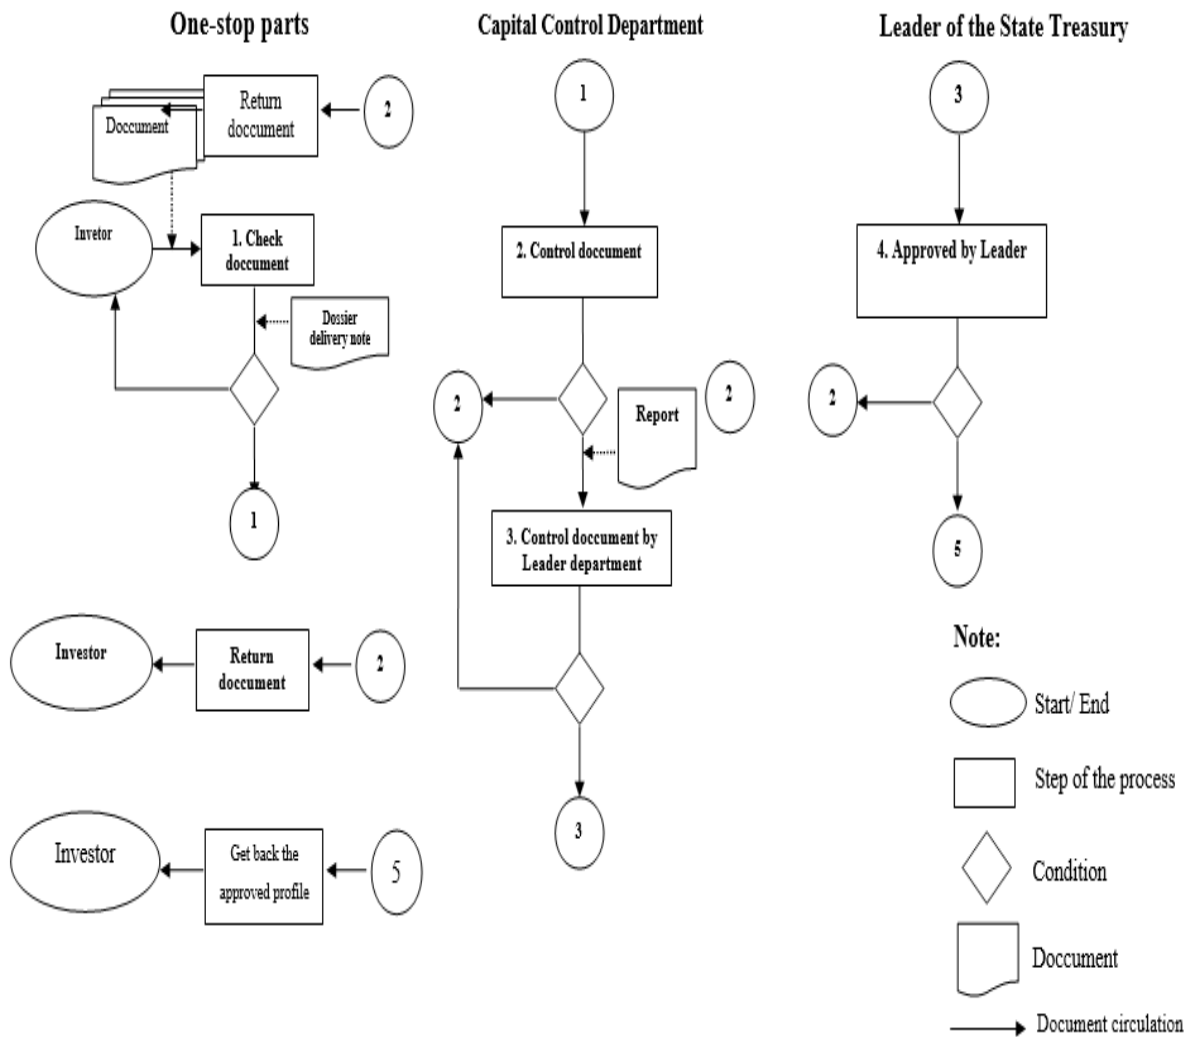 One-stop parts
Return
doccument
2
Doccument
Invetor
1. Check
doccument
Dossier
delivery note
1
Investor
Return
doccument
2
Investor
Get back the
approved profile
5
Capital Control Department
1
2. Control doccument
2
Report
2
3. Control doccument by
Leader department
3
Leader of the State Treasury
3
4. Approved by Leader
2
5
Note:
Start/ End
Step of the process
Condition
Doccument
Document circulation